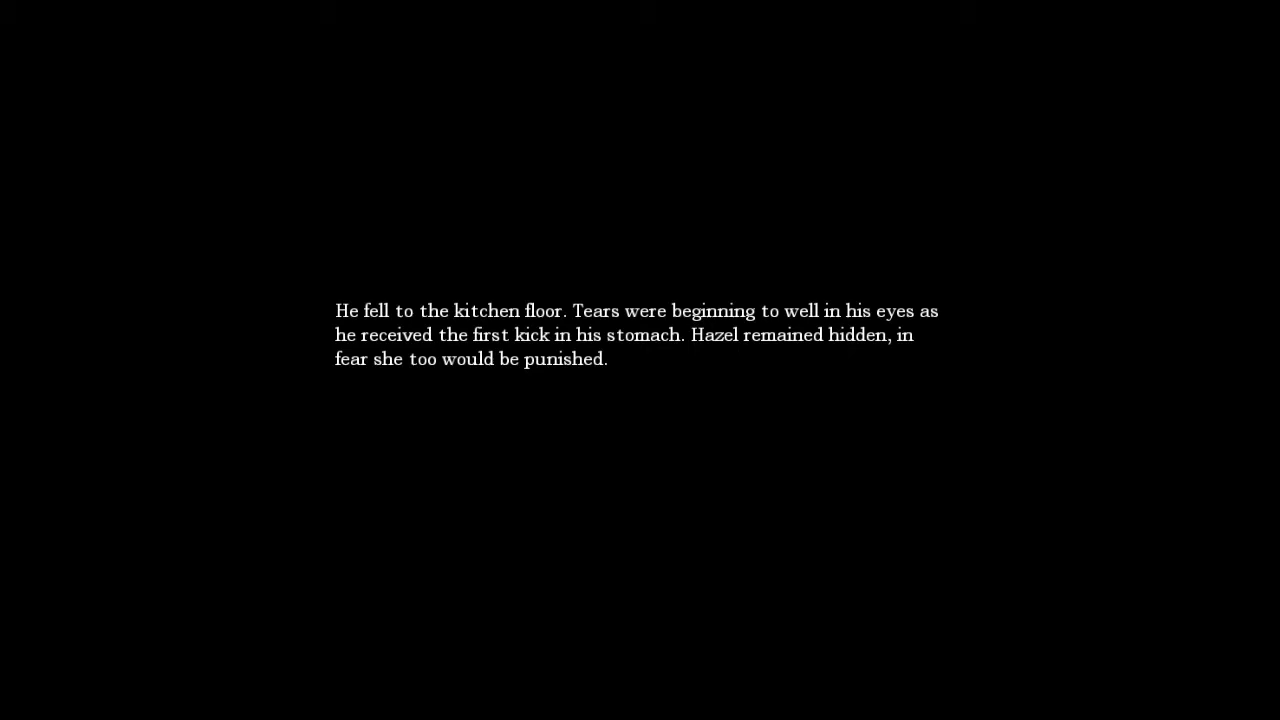 He fell to the kitchen floor. Tears were beginning to well in his eyes as
he received the first kick in his stomach. Hazel remained hidden, in
fear she too would be punished.